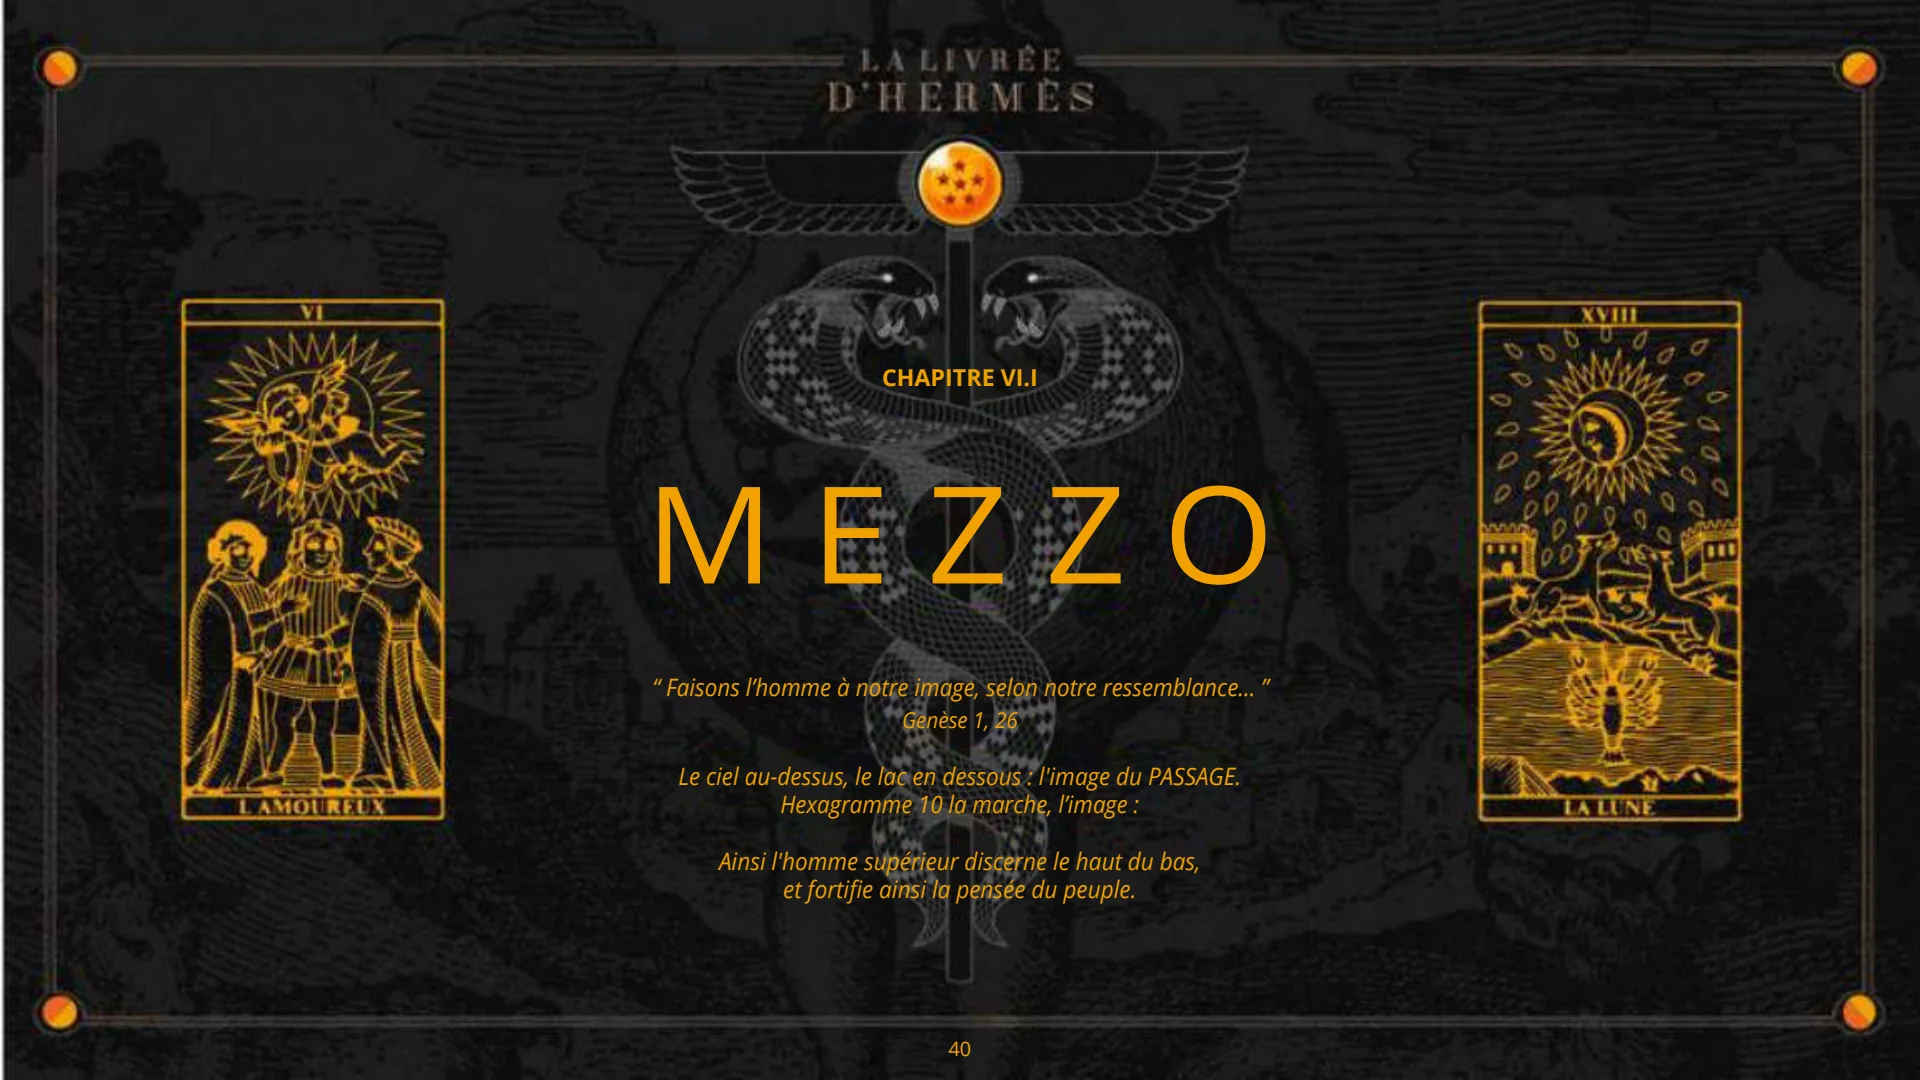 LA LIVRÉE
D'HERMÈS
VI
XVIII
CHAPITRE VI.I
MEZZO
“ Faisons l’homme à notre image, selon notre ressemblance... ”
Genèse 1, 26
Le ciel au-dessus, le lac en dessous : l'image du PASSAGE.
Hexagramme 10 la marche, l’image :
L AMOUREUX
LA LUNE
Ainsi l'homme supérieur discerne le haut du bas,
et fortifie ainsi la pensée du peuple.
40